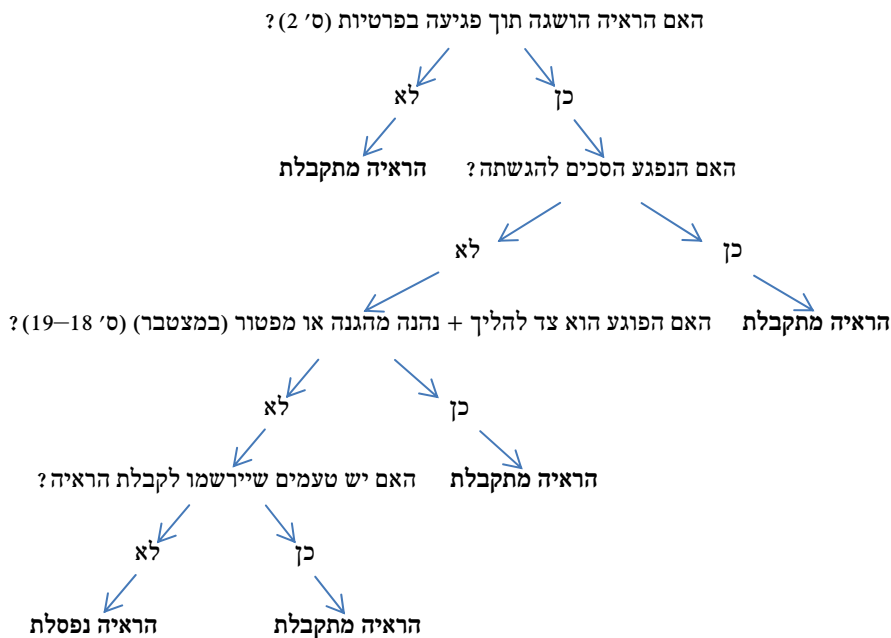 האם הראיה הושגה תוך פגיעה בפרטיות (ס' 2)?
כן
לא
האם הנפגע הסכים להגשתה?
הראיה מתקבלת
כן
לא
הראיה מתקבלת
האם הפוגע הוא צד להליך + נהנה מהגנה או מפטור (במצטבר) (ס' 18–19)?
כן
לא
הראיה מתקבלת
האם יש טעמים שיירשמו לקבלת הראיה?
כן
לא
הראיה מתקבלת
הראיה נפסלת